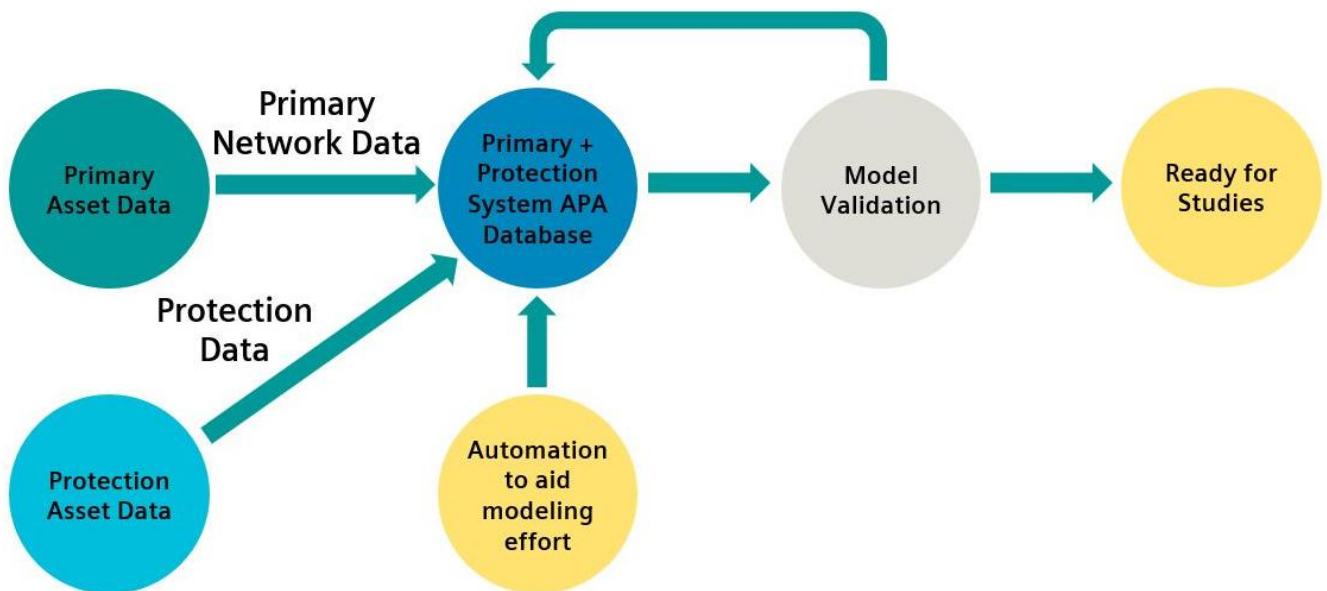 Primary
Network Data
Primary
Asset Data
Primary +
Protection
System APA
Database
Model
Validation
Ready for
Studies
Protection
Data
Protection
Asset Data
Automation
to aid
modeling
effort